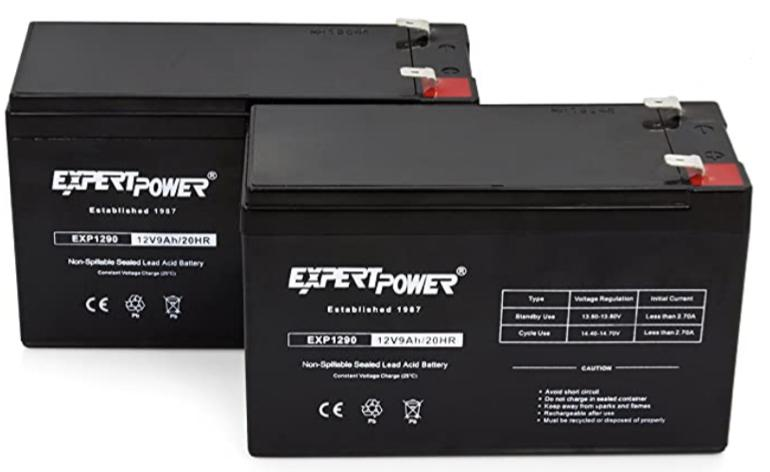 EXPERTPOWER®
Established 1987
EXP1290 12V9Ah/20HR
Non-Spillable Sealed Lead Acid Battery
Constant Voltage Charge (25°C)
CE Pb Pb
EXPERTPOWER®
Established 1987
EXP1290 12V9Ah/20HR
Non-Spillable Sealed Lead Acid Battery
Constant Voltage Charge (25°C)
CE Pb Pb
Type Voltage Regulation Initial Current
Standby Use 13.50-13.80V Less than 2.70A
Cycle Use 14.40-14.70V Less than 2.70A
CAUTION
• Avoid short circuit
• Do not charge in sealed container
• Keep away from sparks and flames
• Rechargeable after use
• Must be recycled or disposed of properly